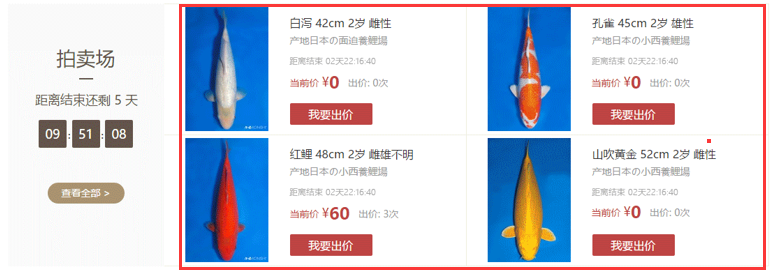 拍卖场
距离结束还剩 5 天
09 : 51 : 08
查看全部 >
白泻 42cm 2岁 雌性
产地日本の面迫養鯉場
距离结束 02天22:16:40
当前价 ¥0 出价: 0次
我要出价
孔雀 45cm 2岁 雄性
产地日本の小西養鯉場
距离结束 02天22:16:40
当前价 ¥0 出价: 0次
我要出价
红鲤 48cm 2岁 雌雄不明
产地日本の小西養鯉場
距离结束 02天22:16:40
当前价 ¥60 出价: 3次
我要出价
山吹黄金 52cm 2岁 雌性
产地日本の小西養鯉場
距离结束 02天22:16:40
当前价 ¥0 出价: 0次
我要出价